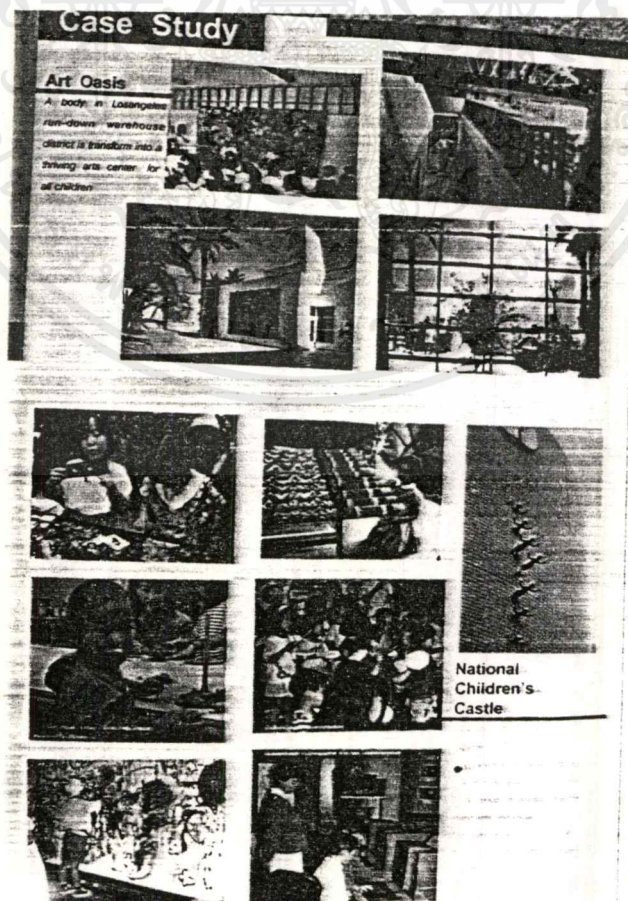 Case Study
Art Oasis
A body in Losangeles
run-down warehouse
district is transform into a
thriving arts center for
all children
National
Children's
Castle